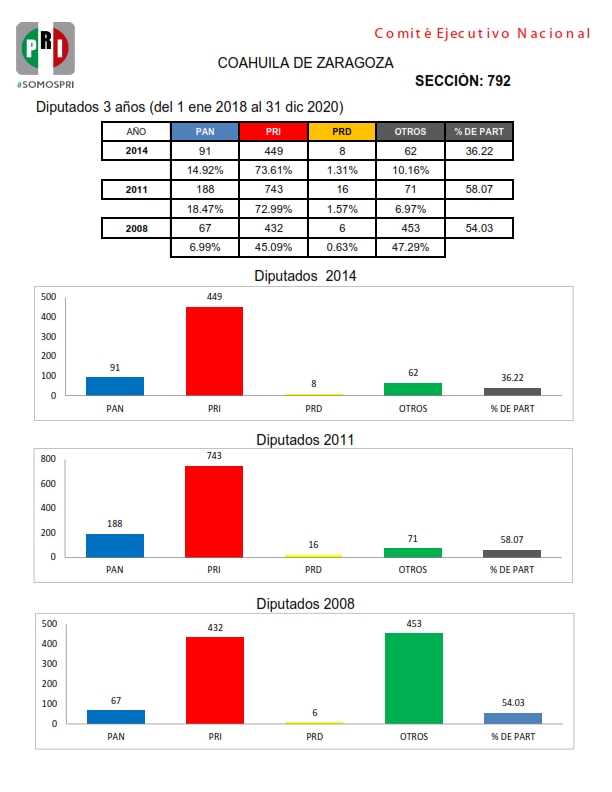 PRI
#SOMOSPRI
Comité Ejecutivo Nacional
COAHUILA DE ZARAGOZA
SECCIÓN: 792
Diputados 3 años (del 1 ene 2018 al 31 dic 2020)
AÑO PAN PRI PRD OTROS % DE PART
2014 91 449 8 62 36.22
14.92% 73.61% 1.31% 10.16%
2011 188 743 16 71 58.07
18.47% 72.99% 1.57% 6.97%
2008 67 432 6 453 54.03
6.99% 45.09% 0.63% 47.29%
Diputados 2014
500
400
300
200
100
0
91 449 8 62 36.22
PAN PRI PRD OTROS % DE PART
Diputados 2011
800
600
400
200
0
188 743 16 71 58.07
PAN PRI PRD OTROS % DE PART
Diputados 2008
500
400
300
200
100
0
67 432 6 453 54.03
PAN PRI PRD OTROS % DE PART